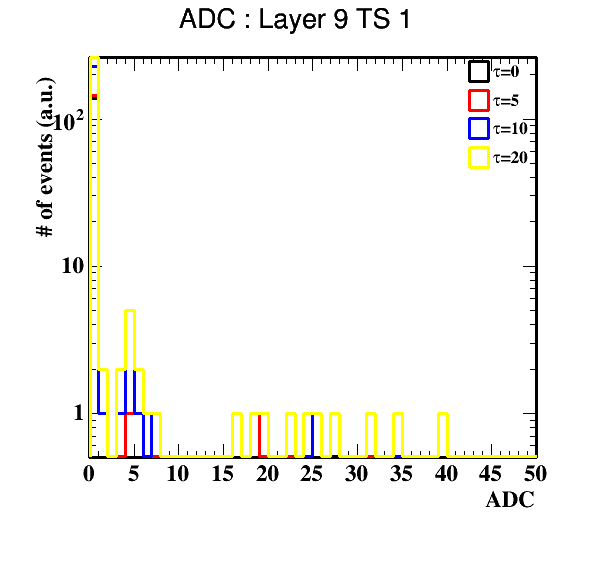 ADC : Layer 9 TS 1
# of events (a.u.)
10²
10
1
τ=0
τ=5
τ=10
τ=20
0 5 10 15 20 25 30 35 40 45 50
ADC